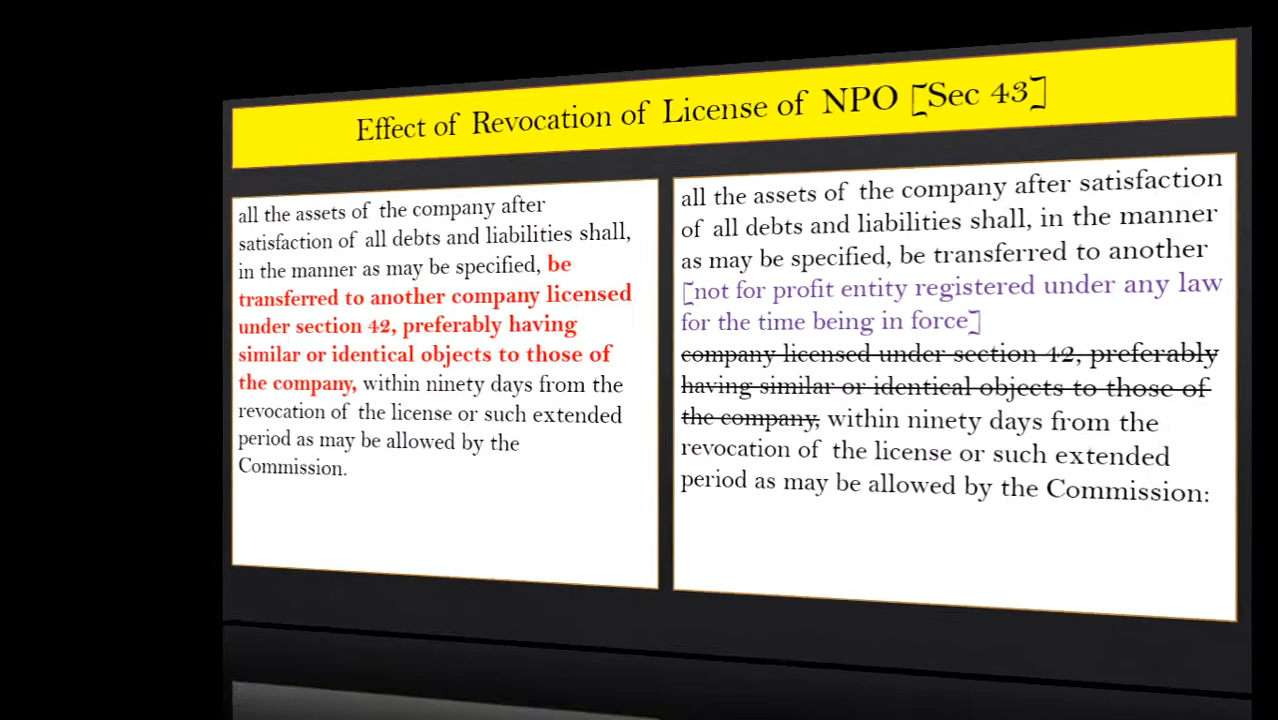 Effect of Revocation of License of NPO [Sec 43]
all the assets of the company after
satisfaction of all debts and liabilities shall,
in the manner as may be specified, be
transferred to another company licensed
under section 42, preferably having
similar or identical objects to those of
the company, within ninety days from the
revocation of the license or such extended
period as may be allowed by the
Commission.
all the assets of the company after satisfaction
of all debts and liabilities shall, in the manner
as may be specified, be transferred to another
[not for profit entity registered under any law
for the time being in force]
company licensed under section 42, preferably
having similar or identical objects to those of
the company, within ninety days from the
revocation of the license or such extended
period as may be allowed by the Commission: